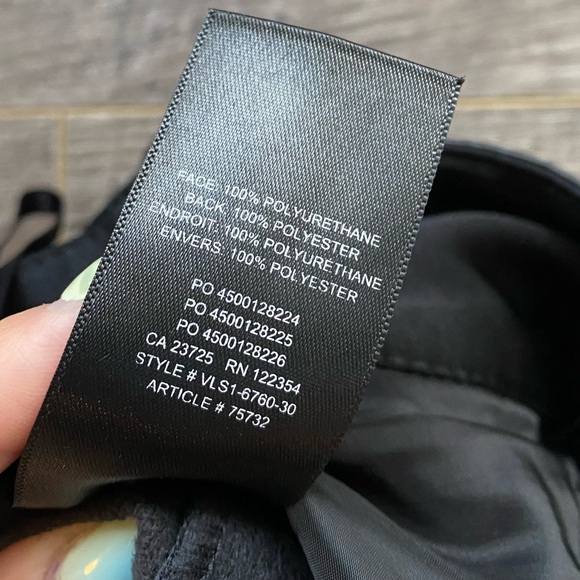 FACE: 100% POLYURETHANE
BACK: 100% POLYESTER
ENDROIT: 100% POLYURÉTHANE
ENVERS: 100% POLYESTER
PO 4500128224
PO 4500128225
PO 4500128226
CA 23725 RN 122354
STYLE # VLS1-6760-30
ARTICLE # 75732